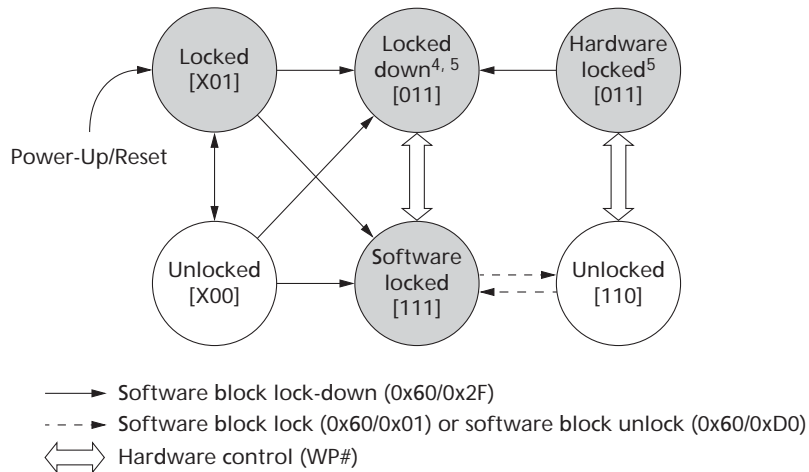 Locked
[X01]
Locked
down4, 5
[011]
Hardware
locked5
[011]
Power-Up/Reset
Unlocked
[X00]
Software
locked
[111]
Unlocked
[110]
Software block lock-down (0x60/0x2F)
Software block lock (0x60/0x01) or software block unlock (0x60/0xD0)
Hardware control (WP#)